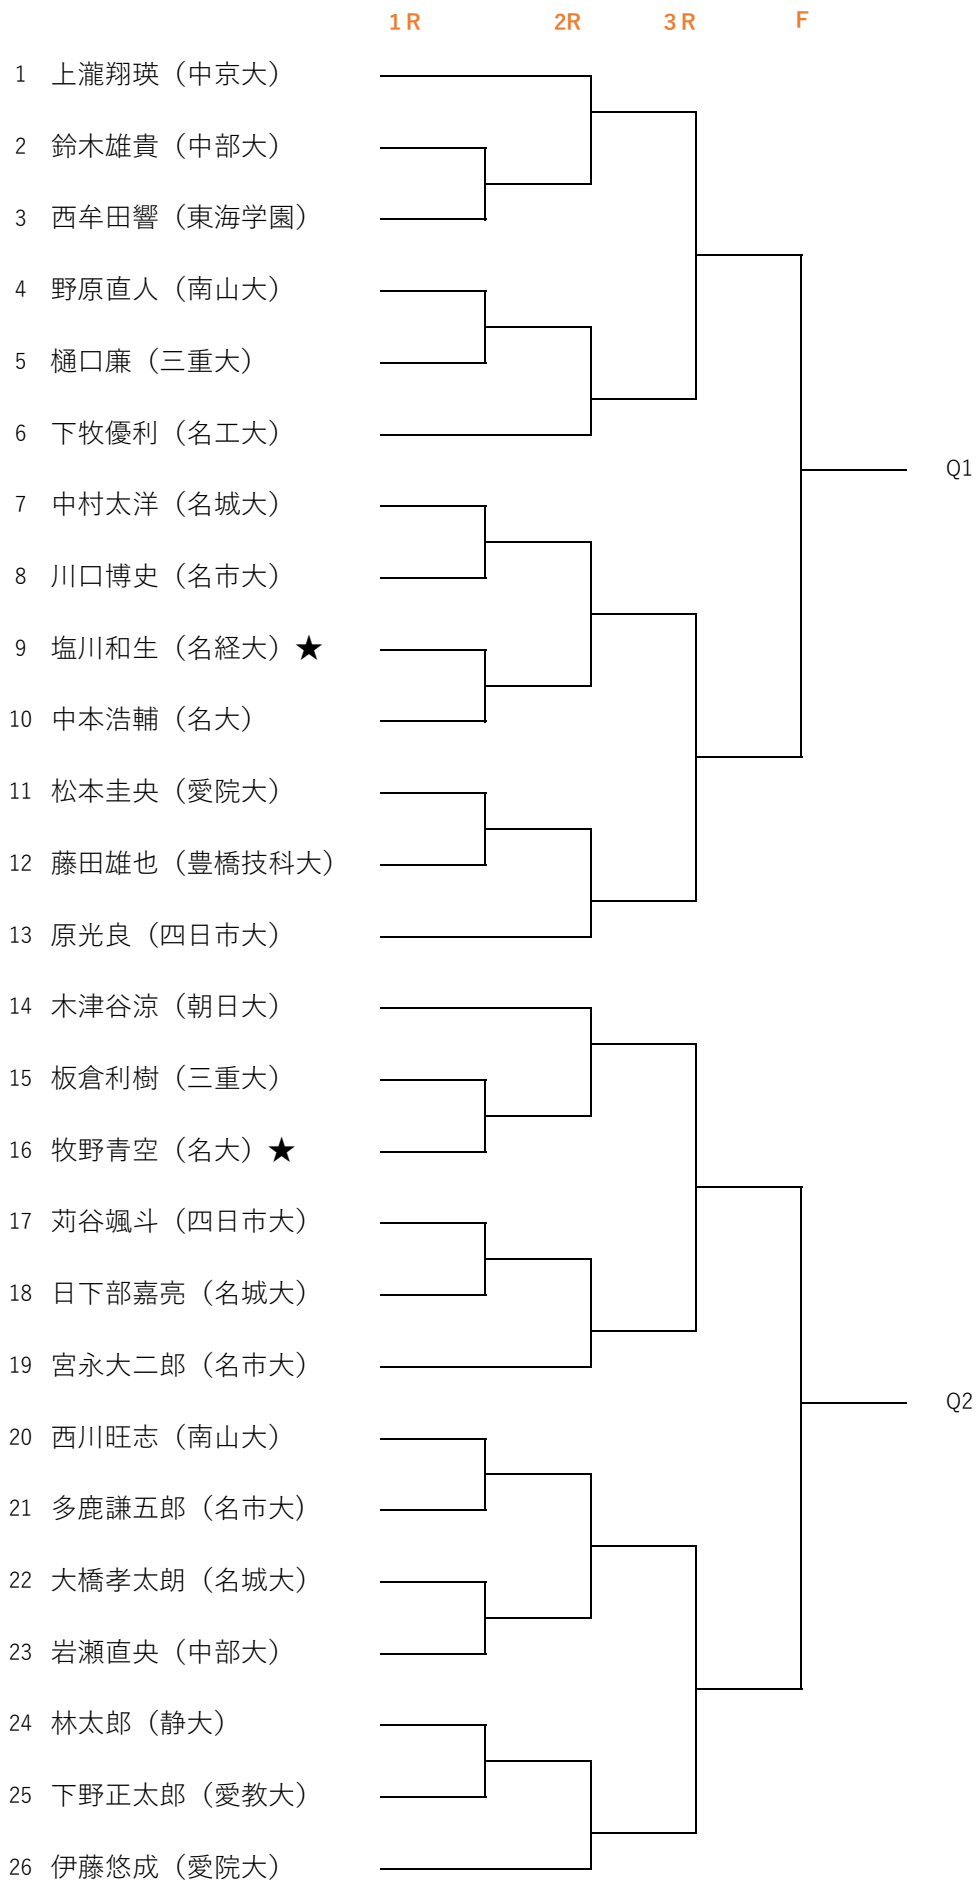 1 R 2R 3 R F
1 上瀧翔瑛（中京大）
2 鈴木雄貴（中部大）
3 西牟田響（東海学園）
4 野原直人（南山大）
5 樋口廉（三重大）
6 下牧優利（名工大）
Q1
7 中村太洋（名城大）
8 川口博史（名市大）
9 塩川和生（名経大）★
10 中本浩輔（名大）
11 松本圭央（愛院大）
12 藤田雄也（豊橋技科大）
13 原光良（四日市大）
14 木津谷涼（朝日大）
15 板倉利樹（三重大）
16 牧野青空（名大）★
17 苅谷颯斗（四日市大）
18 日下部嘉亮（名城大）
19 宮永大二郎（名市大）
Q2
20 西川旺志（南山大）
21 多鹿謙五郎（名市大）
22 大橋孝太朗（名城大）
23 岩瀬直央（中部大）
24 林太郎（静大）
25 下野正太郎（愛教大）
26 伊藤悠成（愛院大）